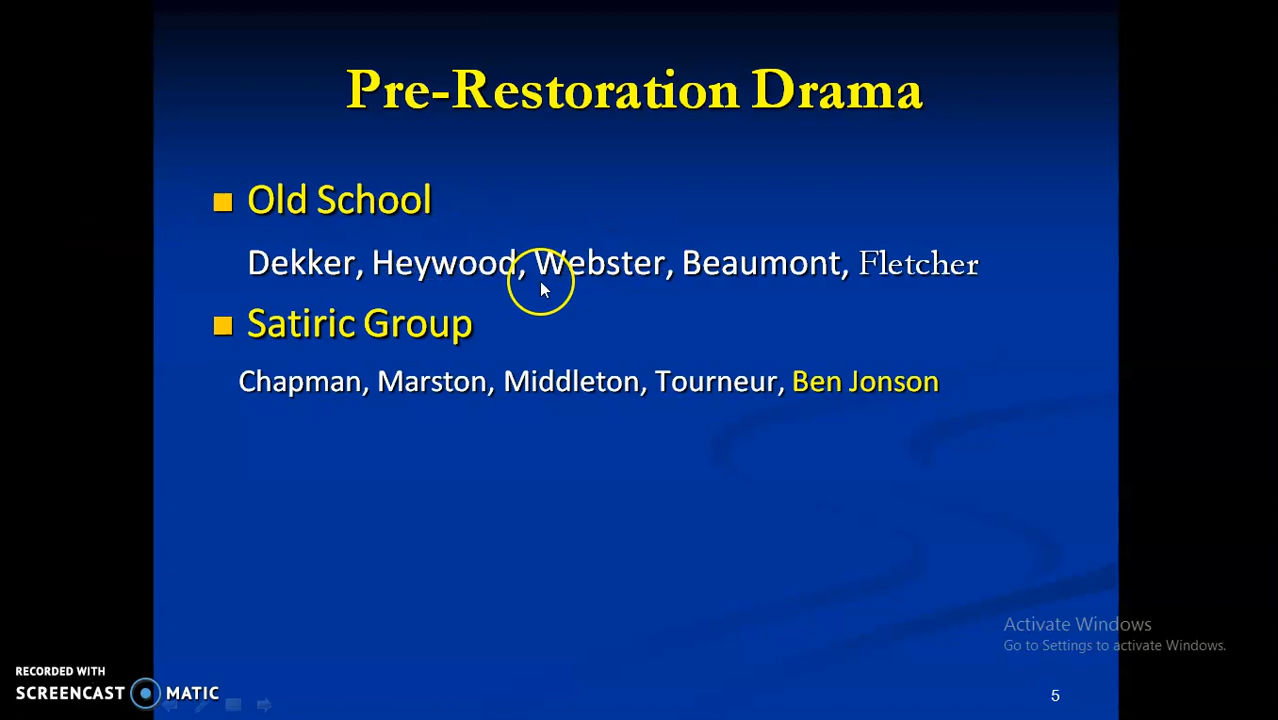 Pre-Restoration Drama
Old School
Dekker, Heywood, Webster, Beaumont, Fletcher
Satiric Group
Chapman, Marston, Middleton, Tourneur, Ben Jonson
Activate Windows
Go to Settings to activate Windows.
RECORDED WITH
SCREENCAST MATIC
5